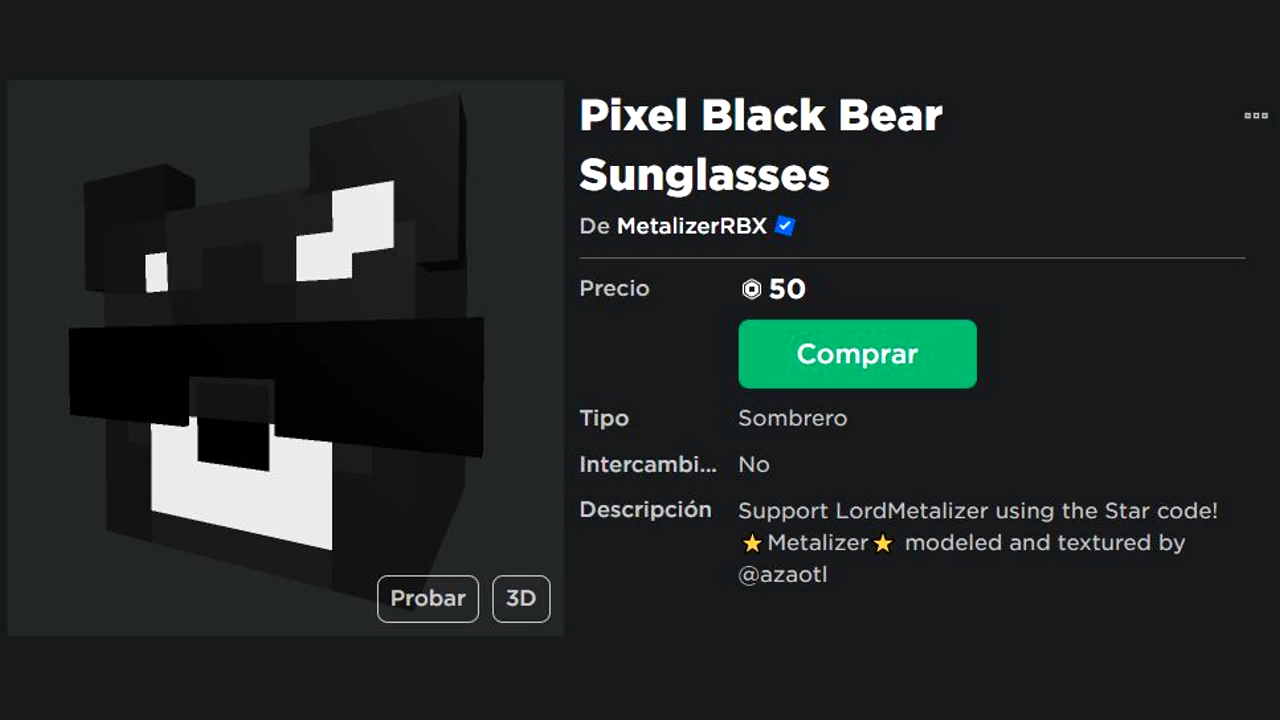 Pixel Black Bear
Sunglasses
De MetalizerRBX
Precio 50
Comprar
Tipo Sombrero
Intercambi... No
Descripción Support LordMetalizer using the Star code!
⭐Metalizer⭐ modeled and textured by
@azaotl
Probar 3D